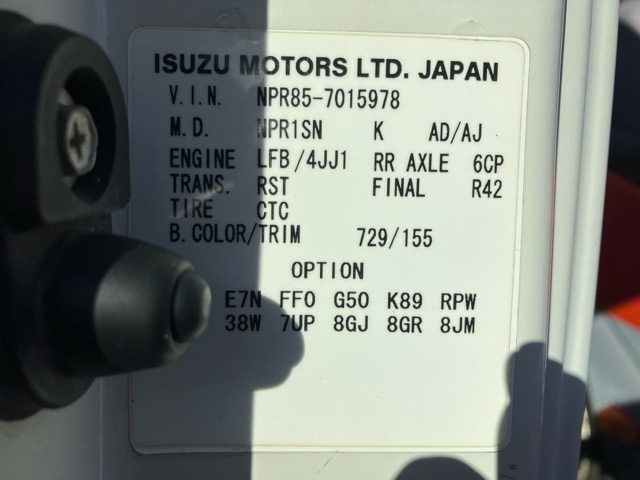 ISUZU MOTORS LTD. JAPAN
V.I.N. NPR85-7015978
M.D. NPR1SN K AD/AJ
ENGINE LFB/4JJ1 RR AXLE 6CP
TRANS. RST FINAL R42
TIRE CTC
B.COLOR/TRIM 729/155
OPTION
E7N FF0 G50 K89 RPW
38W 7UP 8GJ 8GR 8JM